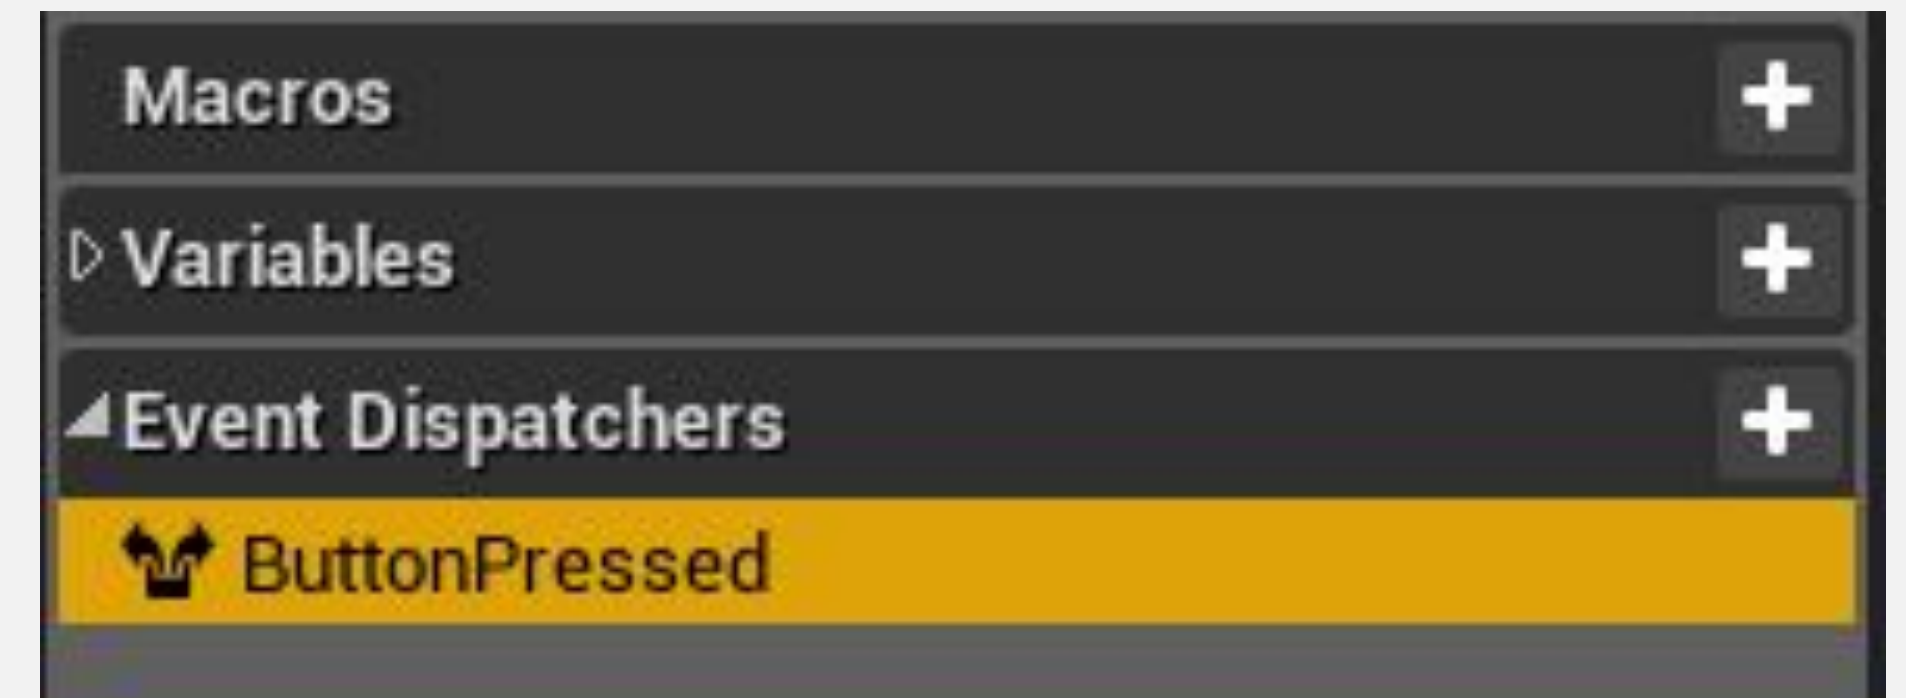 Macros
Variables
Event Dispatchers
ButtonPressed